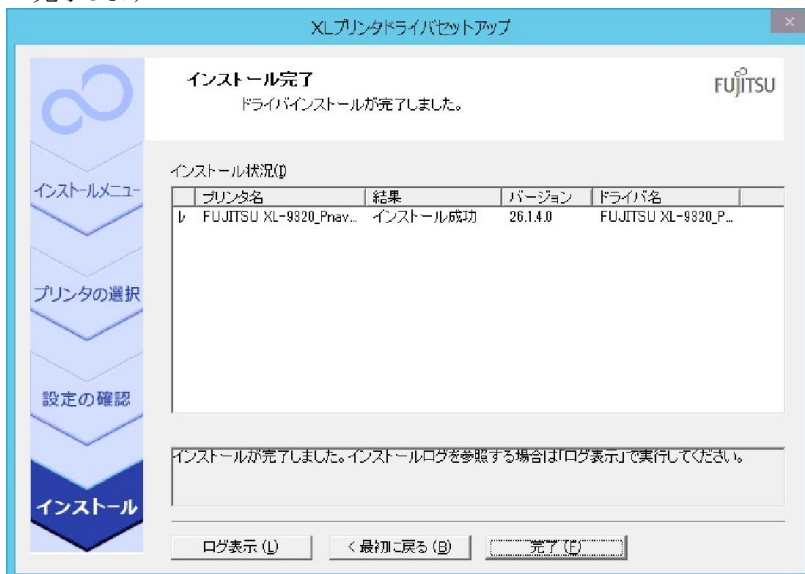 XLプリンタドライバセットアップ
インストール完了
ドライバインストールが完了しました。
FUJITSU
インストール状況(I)
プリンタ名 結果 バージョン ドライバ名
FUJITSU XL-9320_Pnav... インストール成功 26.1.4.0 FUJITSU XL-9320_P...
インストールメニュー
プリンタの選択
設定の確認
インストール
インストールが完了しました。インストールログを参照する場合は「ログ表示」で実行してください。
ログ表示(L) < 最初に戻る(B) 完了(F)